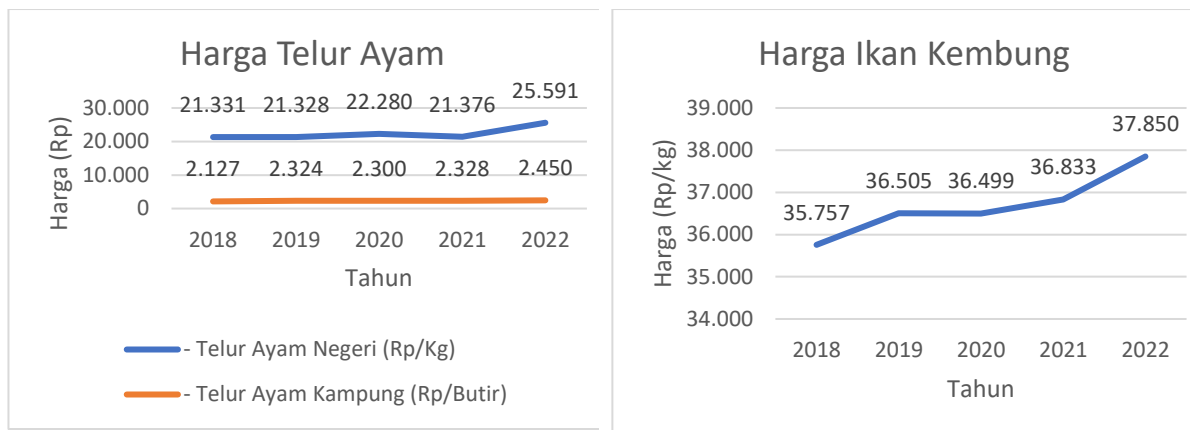 Harga Telur Ayam
21.331 21.328 22.280 21.376 25.591
2.127 2.324 2.300 2.328 2.450
30.000
20.000
10.000
0
Harga (Rp)
2018 2019 2020 2021 2022
Tahun
- Telur Ayam Negeri (Rp/Kg)
- Telur Ayam Kampung (Rp/Butir)
Harga Ikan Kembung
39.000
38.000
37.000
36.000
35.000
34.000
Harga (Rp/kg)
35.757 36.505 36.499 36.833 37.850
2018 2019 2020 2021 2022
Tahun